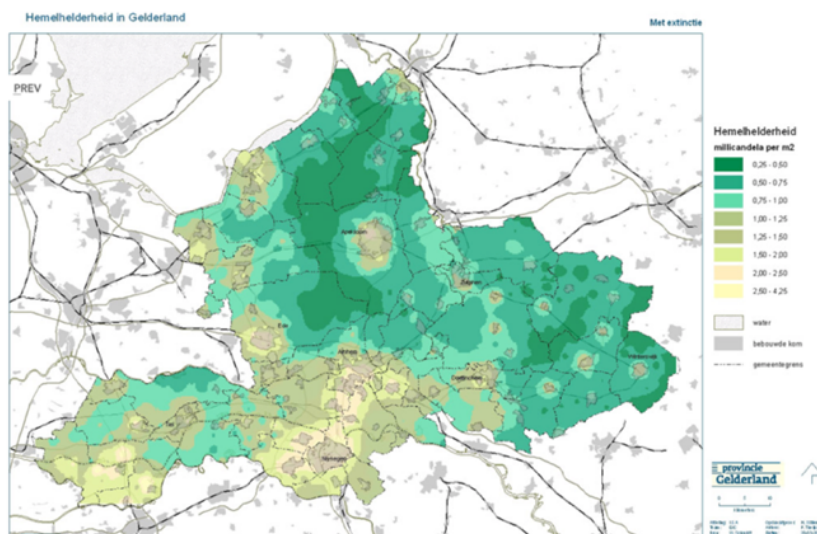 Hemelhelderheid in Gelderland
Met extinctie
PREV
Hemelhelderheid
millicandela per m2
0,25 - 0,50
0,50 - 0,75
0,75 - 1,00
1,00 - 1,25
1,25 - 1,50
1,50 - 2,00
2,00 - 2,50
2,50 - 4,25
water
bebouwde kom
gemeentegrens
Apeldoorn
Zutphen
Ede
Arnhem
Winterswijk
Doetinchem
Tiel
Nijmegen
provincie
Gelderland